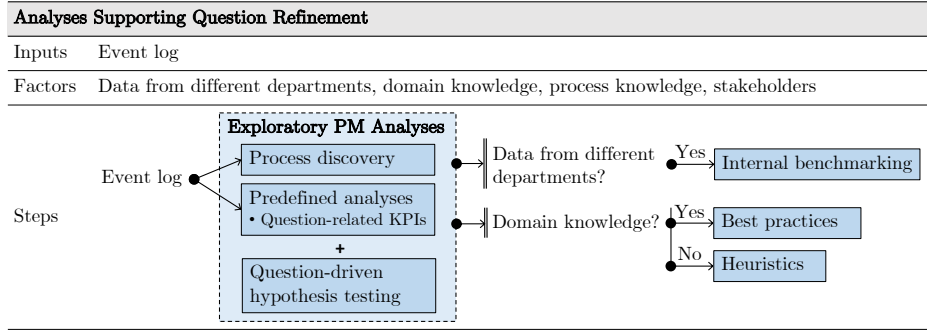 Analyses Supporting Question Refinement
Inputs Event log
Factors Data from different departments, domain knowledge, process knowledge, stakeholders
Steps
Event log
Exploratory PM Analyses
Process discovery
Predefined analyses
• Question-related KPIs
+
Question-driven
hypothesis testing
Data from different
departments?
Yes
Internal benchmarking
Domain knowledge?
Yes
Best practices
No
Heuristics